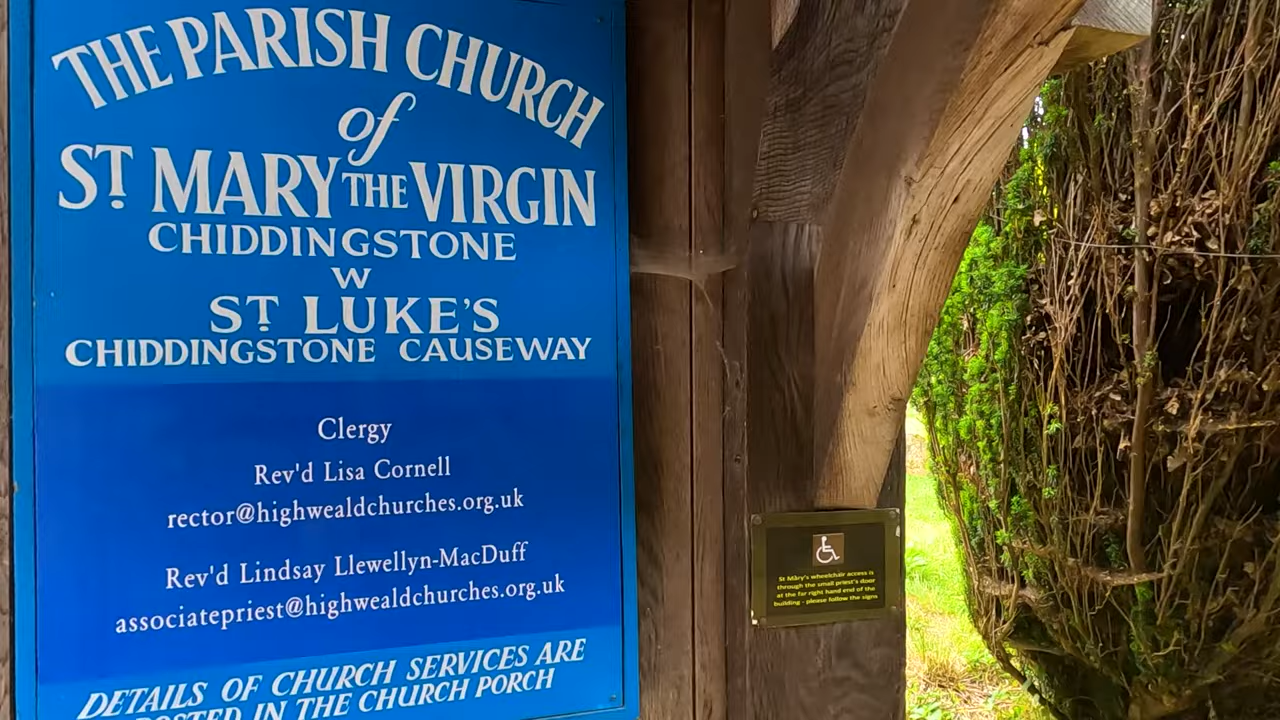 THE PARISH CHURCH
of
ST MARY THE VIRGIN
CHIDDINGSTONE
W
ST LUKE'S
CHIDDINGSTONE CAUSEWAY
Clergy
Rev'd Lisa Cornell
rector@highwealdchurches.org.uk
Rev'd Lindsay Llewellyn-MacDuff
associatepriest@highwealdchurches.org.uk
DETAILS OF CHURCH SERVICES ARE
POSTED IN THE CHURCH PORCH
St Mary's wheelchair access is
through the small priest's door
at the far right hand end of the
building - please follow the signs